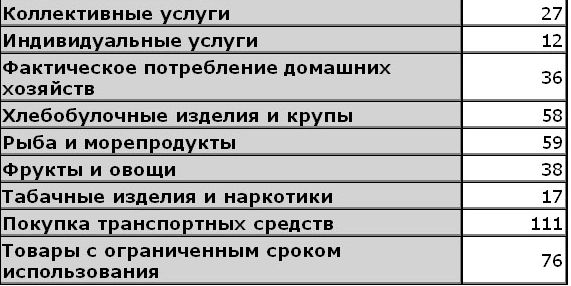 Коллективные услуги 27
Индивидуальные услуги 12
Фактическое потребление домашних
хозяйств 36
Хлебобулочные изделия и крупы 58
Рыба и морепродукты 59
Фрукты и овощи 38
Табачные изделия и наркотики 17
Покупка транспортных средств 111
Товары с ограниченным сроком
использования 76